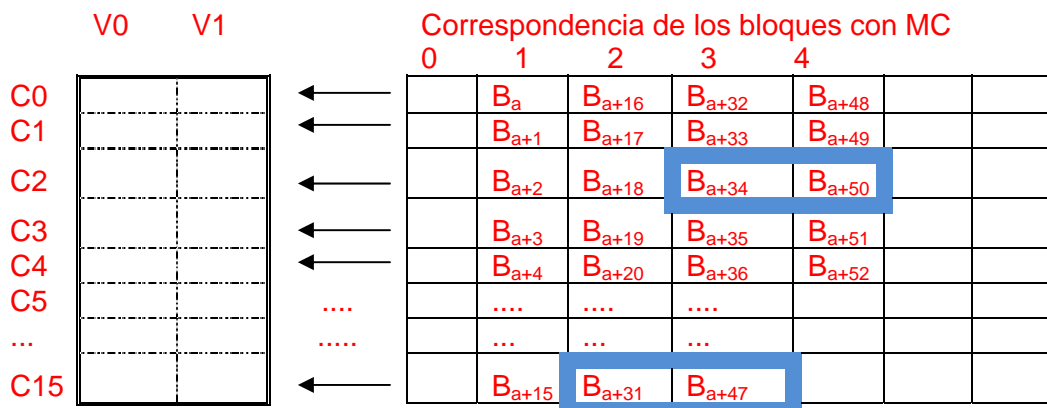 V0 V1 Correspondencia de los bloques con MC
0 1 2 3 4
C0 Ba Ba+16 Ba+32 Ba+48
C1 Ba+1 Ba+17 Ba+33 Ba+49
C2 Ba+2 Ba+18 Ba+34 Ba+50
C3 Ba+3 Ba+19 Ba+35 Ba+51
C4 Ba+4 Ba+20 Ba+36 Ba+52
C5 .... .... .... ....
... ..... ... ... ...
C15 Ba+15 Ba+31 Ba+47